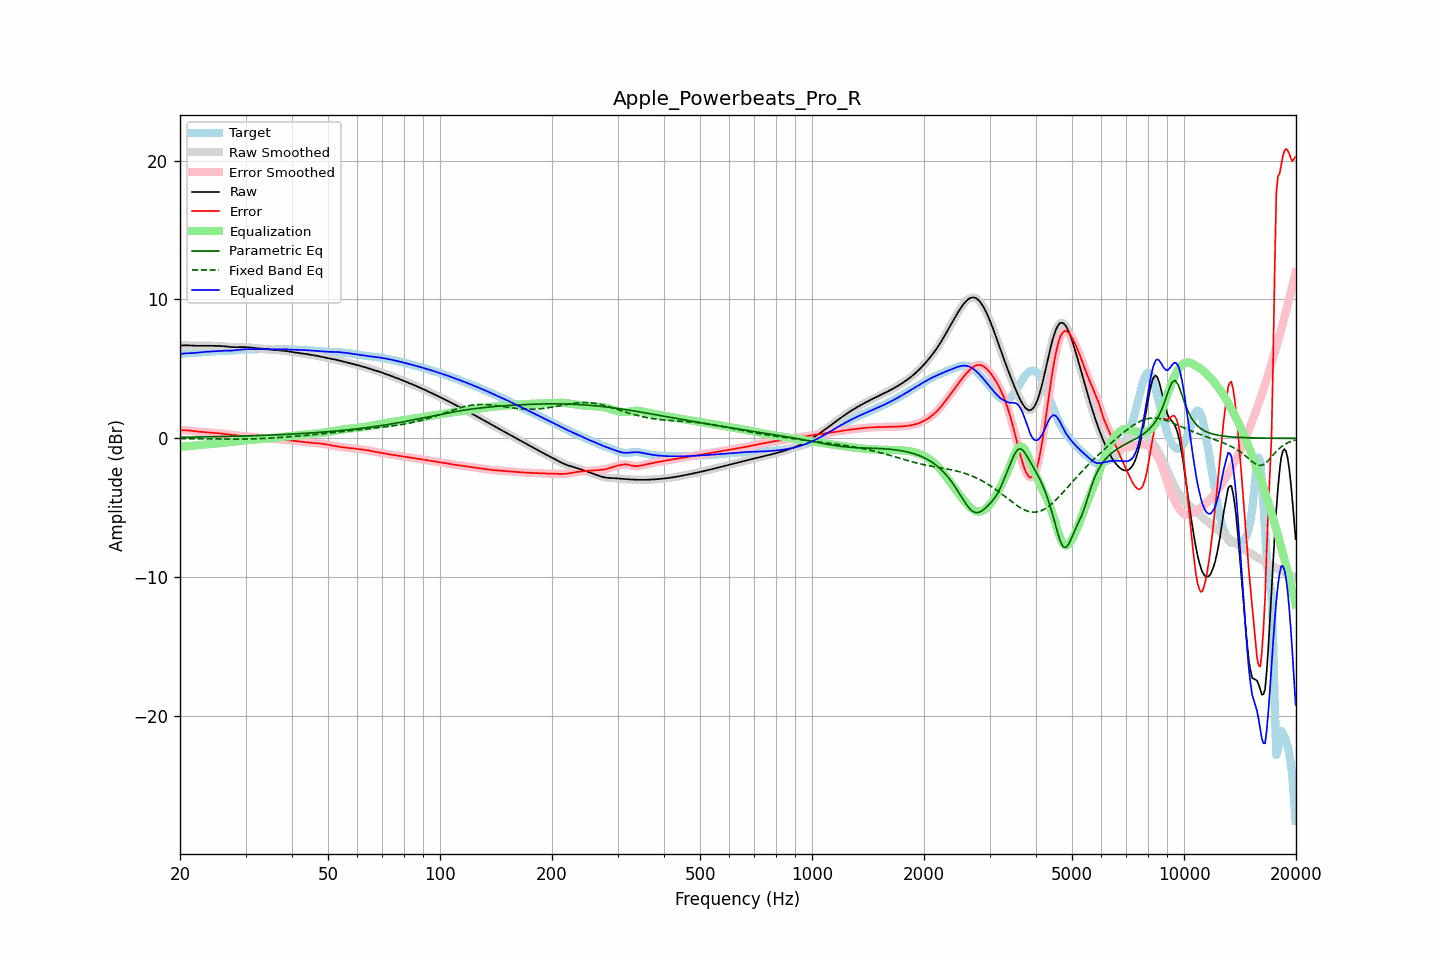 Apple_Powerbeats_Pro_R
Target
Raw Smoothed
Error Smoothed
Raw
Error
Equalization
Parametric Eq
Fixed Band Eq
Equalized
20
10
0
−10
−20
Amplitude (dBr)
20
50
100
200
500
1000
2000
5000
10000
20000
Frequency (Hz)